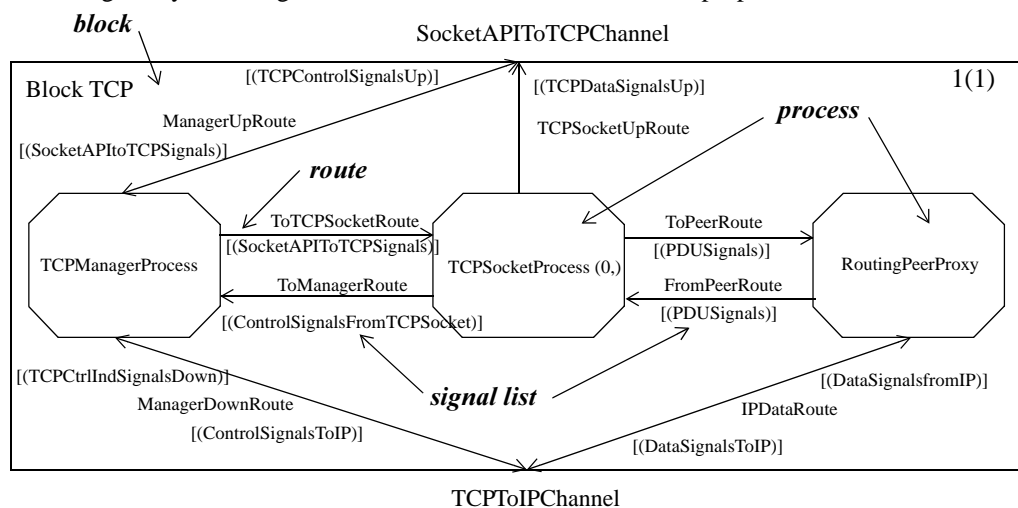 block
SocketAPIToTCPChannel
Block TCP
[(TCPControlSignalsUp)]
[(TCPDataSignalsUp)]
1(1)
ManagerUpRoute
TCPSocketUpRoute
process
[(SocketAPItoTCPSignals)]
route
ToTCPSocketRoute
[(SocketAPIToTCPSignals)]
ToPeerRoute
[(PDUSignals)]
TCPManagerProcess
TCPSocketProcess (0,)
RoutingPeerProxy
ToManagerRoute
[(ControlSignalsFromTCPSocket)]
FromPeerRoute
[(PDUSignals)]
[(TCPCtrlIndSignalsDown)]
ManagerDownRoute
[(ControlSignalsToIP)]
signal list
[(DataSignalsfromIP)]
IPDataRoute
[(DataSignalsToIP)]
TCPToIPChannel